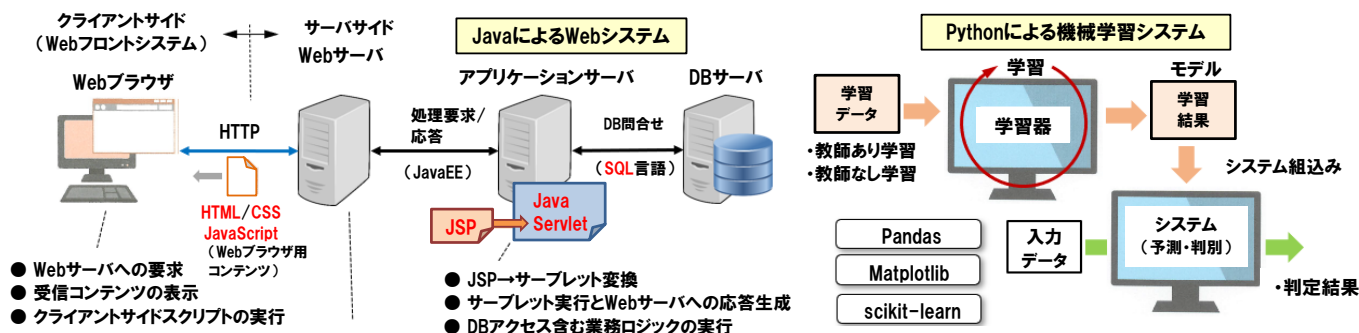 クライアントサイド
（Webフロントシステム）
サーバサイド
Webサーバ
Webブラウザ
HTTP
HTML/CSS
JavaScript
（Webブラウザ用
コンテンツ）
● Webサーバへの要求
● 受信コンテンツの表示
● クライアントサイドスクリプトの実行
JavaによるWebシステム
アプリケーションサーバ
DBサーバ
処理要求/
応答
（JavaEE）
DB問合せ
（SQL言語）
JSP
Java
Servlet
● JSP→サーブレット変換
● サーブレット実行とWebサーバへの応答生成
● DBアクセス含む業務ロジックの実行
Pythonによる機械学習システム
学習
モデル
学習
データ
学習器
学習
結果
・教師あり学習
・教師なし学習
システム組込み
Pandas
Matplotlib
scikit-learn
入力
データ
システム
（予測・判別）
・判定結果